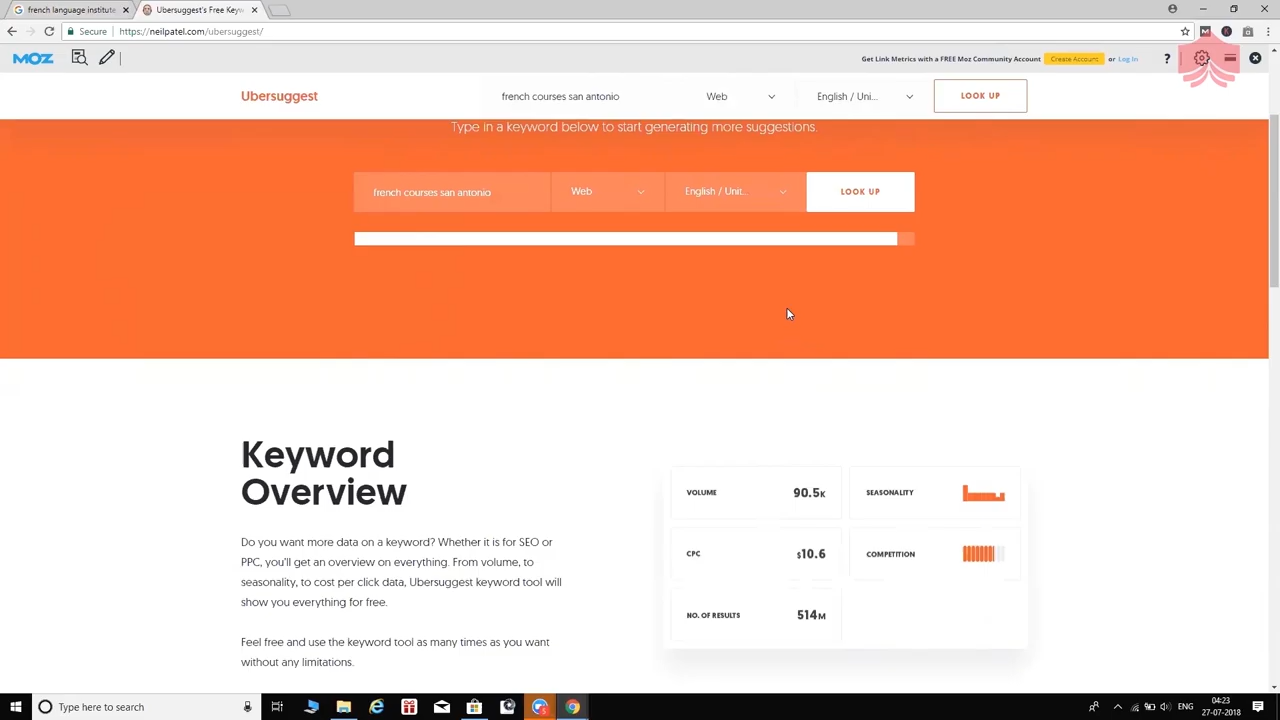 french language institute
Ubersuggest's Free Keyw
Secure
https://neilpatel.com/ubersuggest/
MOZ
Get Link Metrics with a FREE Moz Community Account Create Account or Log In
Ubersuggest
french courses san antonio
Web
English / Uni...
LOOK UP
Type in a keyword below to start generating more suggestions.
french courses san antonio
Web
English / Unit..
LOOK UP
Keyword
Overview
Do you want more data on a keyword? Whether it is for SEO or
PPC, you'll get an overview on everything. From volume, to
seasonality, to cost per click data, Ubersuggest keyword tool will
show you everything for free.
Feel free and use the keyword tool as many times as you want
without any limitations.
VOLUME
90.5K
SEASONALITY
CPC
$10.6
COMPETITION
NO. OF RESULTS
514M
Type here to search
ENG
04:23
27-07-2018